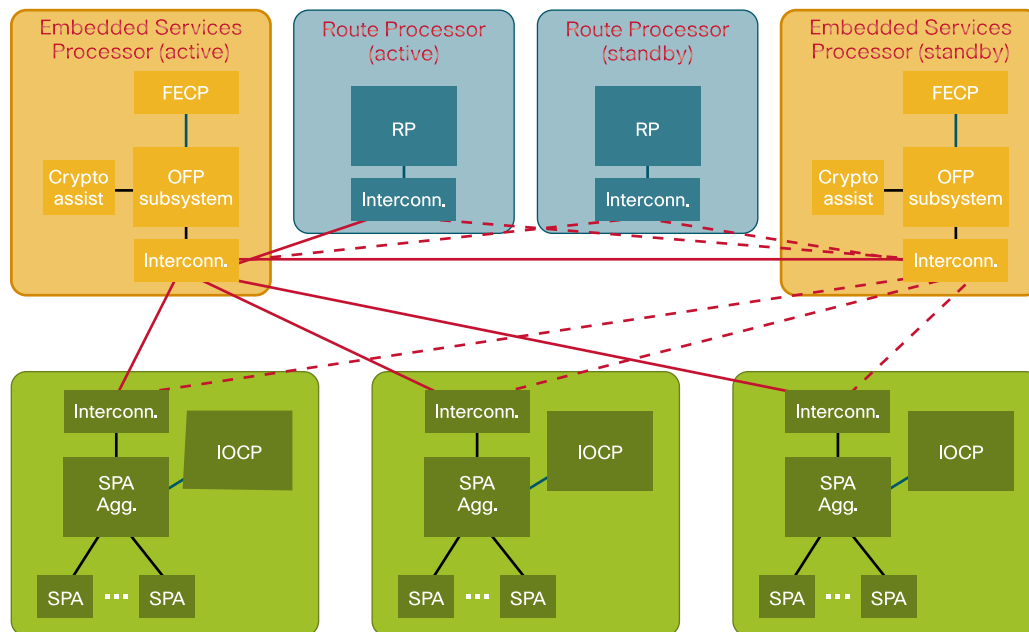 Embedded Services
Processor (active)
FECP
Crypto
assist
OFP
subsystem
Interconn.
Route Processor
(active)
RP
Interconn.
Route Processor
(standby)
RP
Interconn.
Embedded Services
Processor (standby)
FECP
Crypto
assist
OFP
subsystem
Interconn.
Interconn.
IOCP
SPA
Agg.
SPA
SPA
Interconn.
IOCP
SPA
Agg.
SPA
SPA
Interconn.
IOCP
SPA
Agg.
SPA
SPA